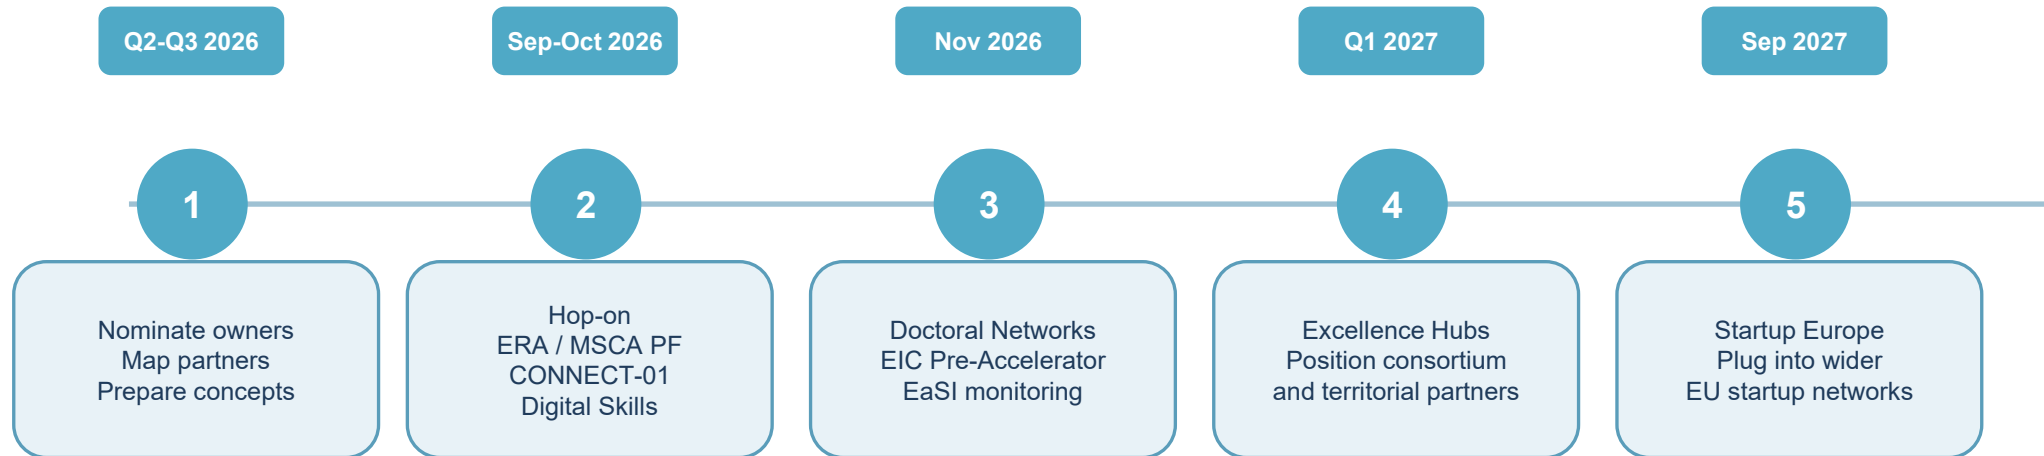 Q2-Q3 2026
Sep-Oct 2026
Nov 2026
Q1 2027
Sep 2027
1
2
3
4
5
Nominate owners
Map partners
Prepare concepts
Hop-on
ERA / MSCA PF
CONNECT-01
Digital Skills
Doctoral Networks
EIC Pre-Accelerator
EaSI monitoring
Excellence Hubs
Position consortium
and territorial partners
Startup Europe
Plug into wider
EU startup networks